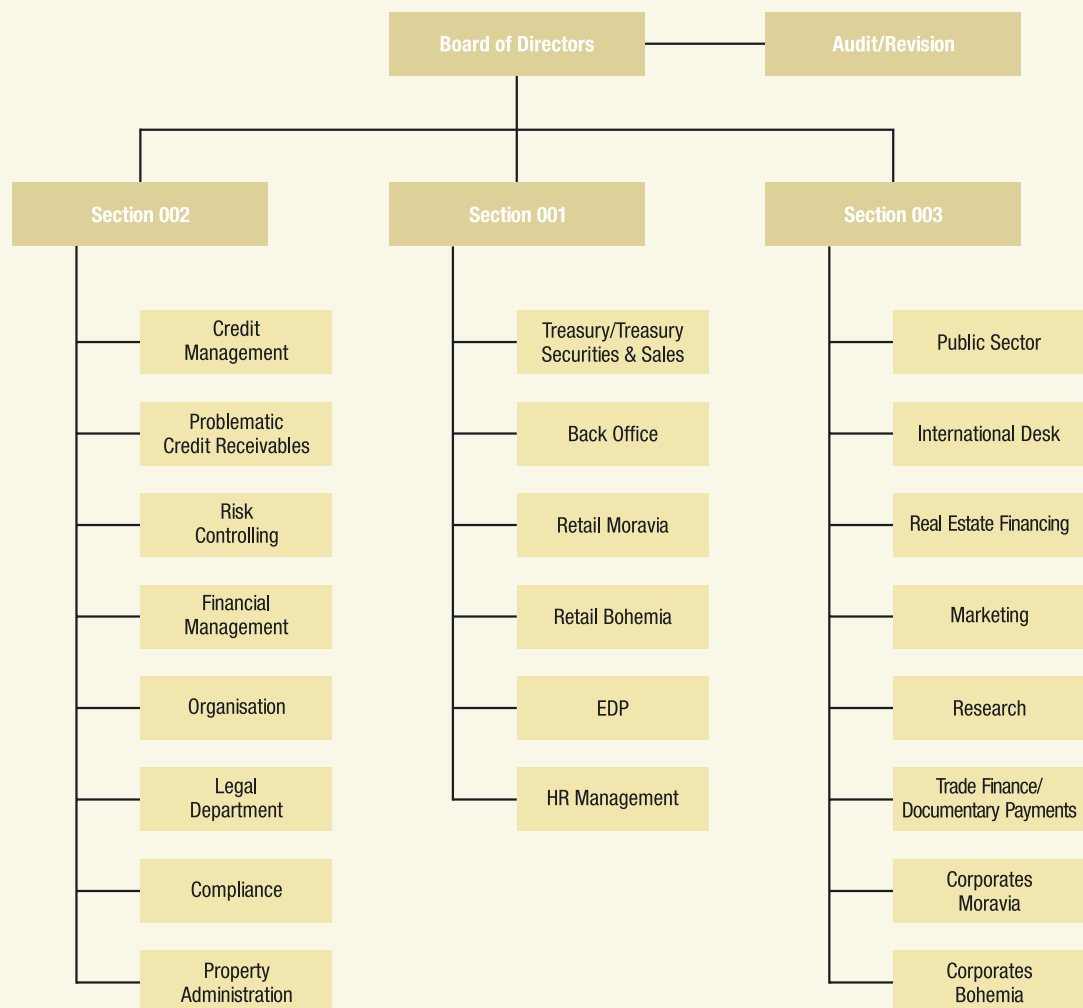 Board of Directors
Audit/Revision
Section 002
Section 001
Section 003
Credit
Management
Problematic
Credit Receivables
Risk
Controlling
Financial
Management
Organisation
Legal
Department
Compliance
Property
Administration
Treasury/Treasury
Securities & Sales
Back Office
Retail Moravia
Retail Bohemia
EDP
HR Management
Public Sector
International Desk
Real Estate Financing
Marketing
Research
Trade Finance/
Documentary Payments
Corporates
Moravia
Corporates
Bohemia